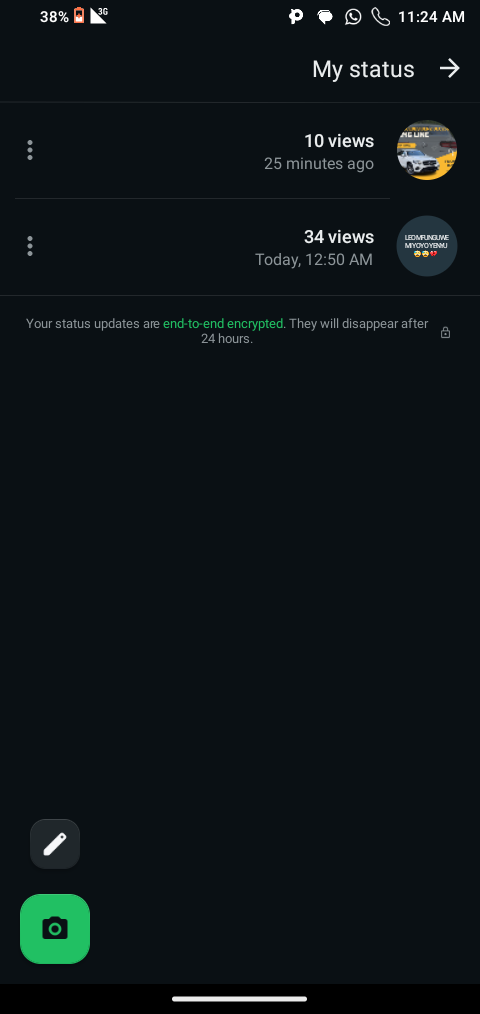 38%
3G
11:24 AM
My status
10 views
25 minutes ago
34 views
Today, 12:50 AM
LEO MFUNGUWE
MIYOYO YENYU
Your status updates are end-to-end encrypted. They will disappear after
24 hours.